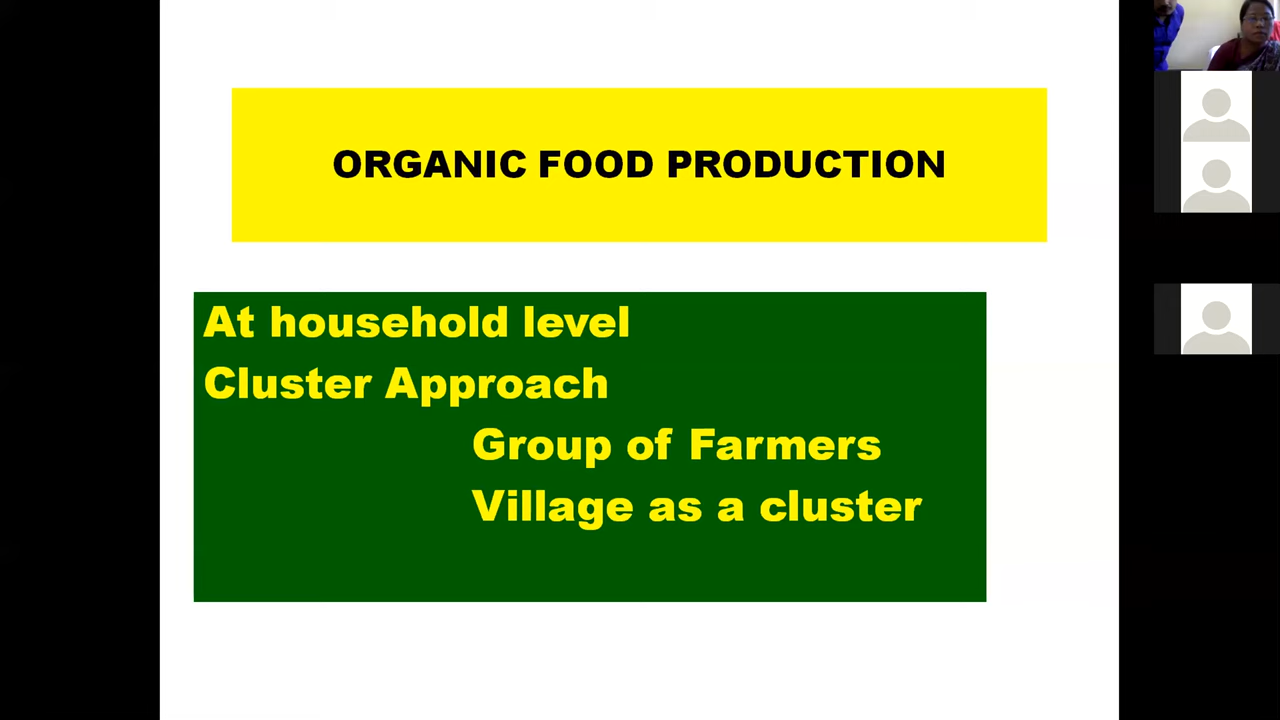 ORGANIC FOOD PRODUCTION
At household level
Cluster Approach
Group of Farmers
Village as a cluster